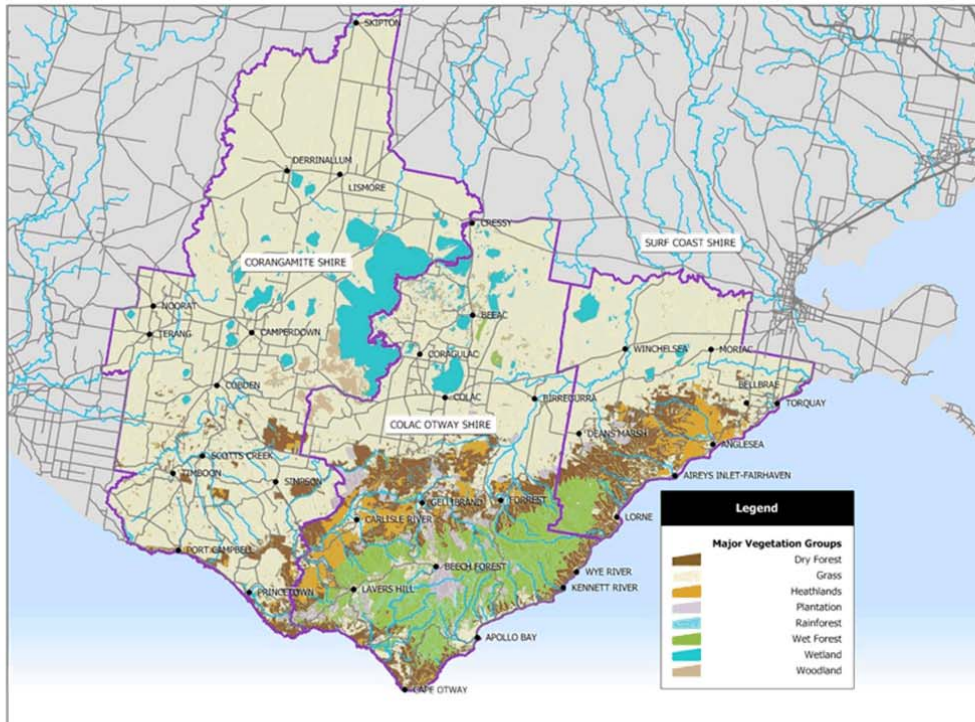 SKIPTON
DERRINALLUM
LISMORE
CRESSY
SURF COAST SHIRE
CORANGAMITE SHIRE
NOORAT
BEEAC
TERANG
CAMPERDOWN
WINCHELSEA
MORIAC
CORAGULAC
COBDEN
BELLBRAE
COLAC
BIRREGURRA
TORQUAY
COLAC OTWAY SHIRE
DEANS MARSH
ANGLESEA
SCOTTS CREEK
TIMBOON
SIMPSON
AIREYS INLET-FAIRHAVEN
GELLIBRAND
FORREST
CARLISLE RIVER
LORNE
PORT CAMPBELL
BEECH FOREST
WYE RIVER
PRINCETOWN
LAVERS HILL
KENNETT RIVER
APOLLO BAY
CAPE OTWAY
Legend
Major Vegetation Groups
Dry Forest
Grass
Heathlands
Plantation
Rainforest
Wet Forest
Wetland
Woodland